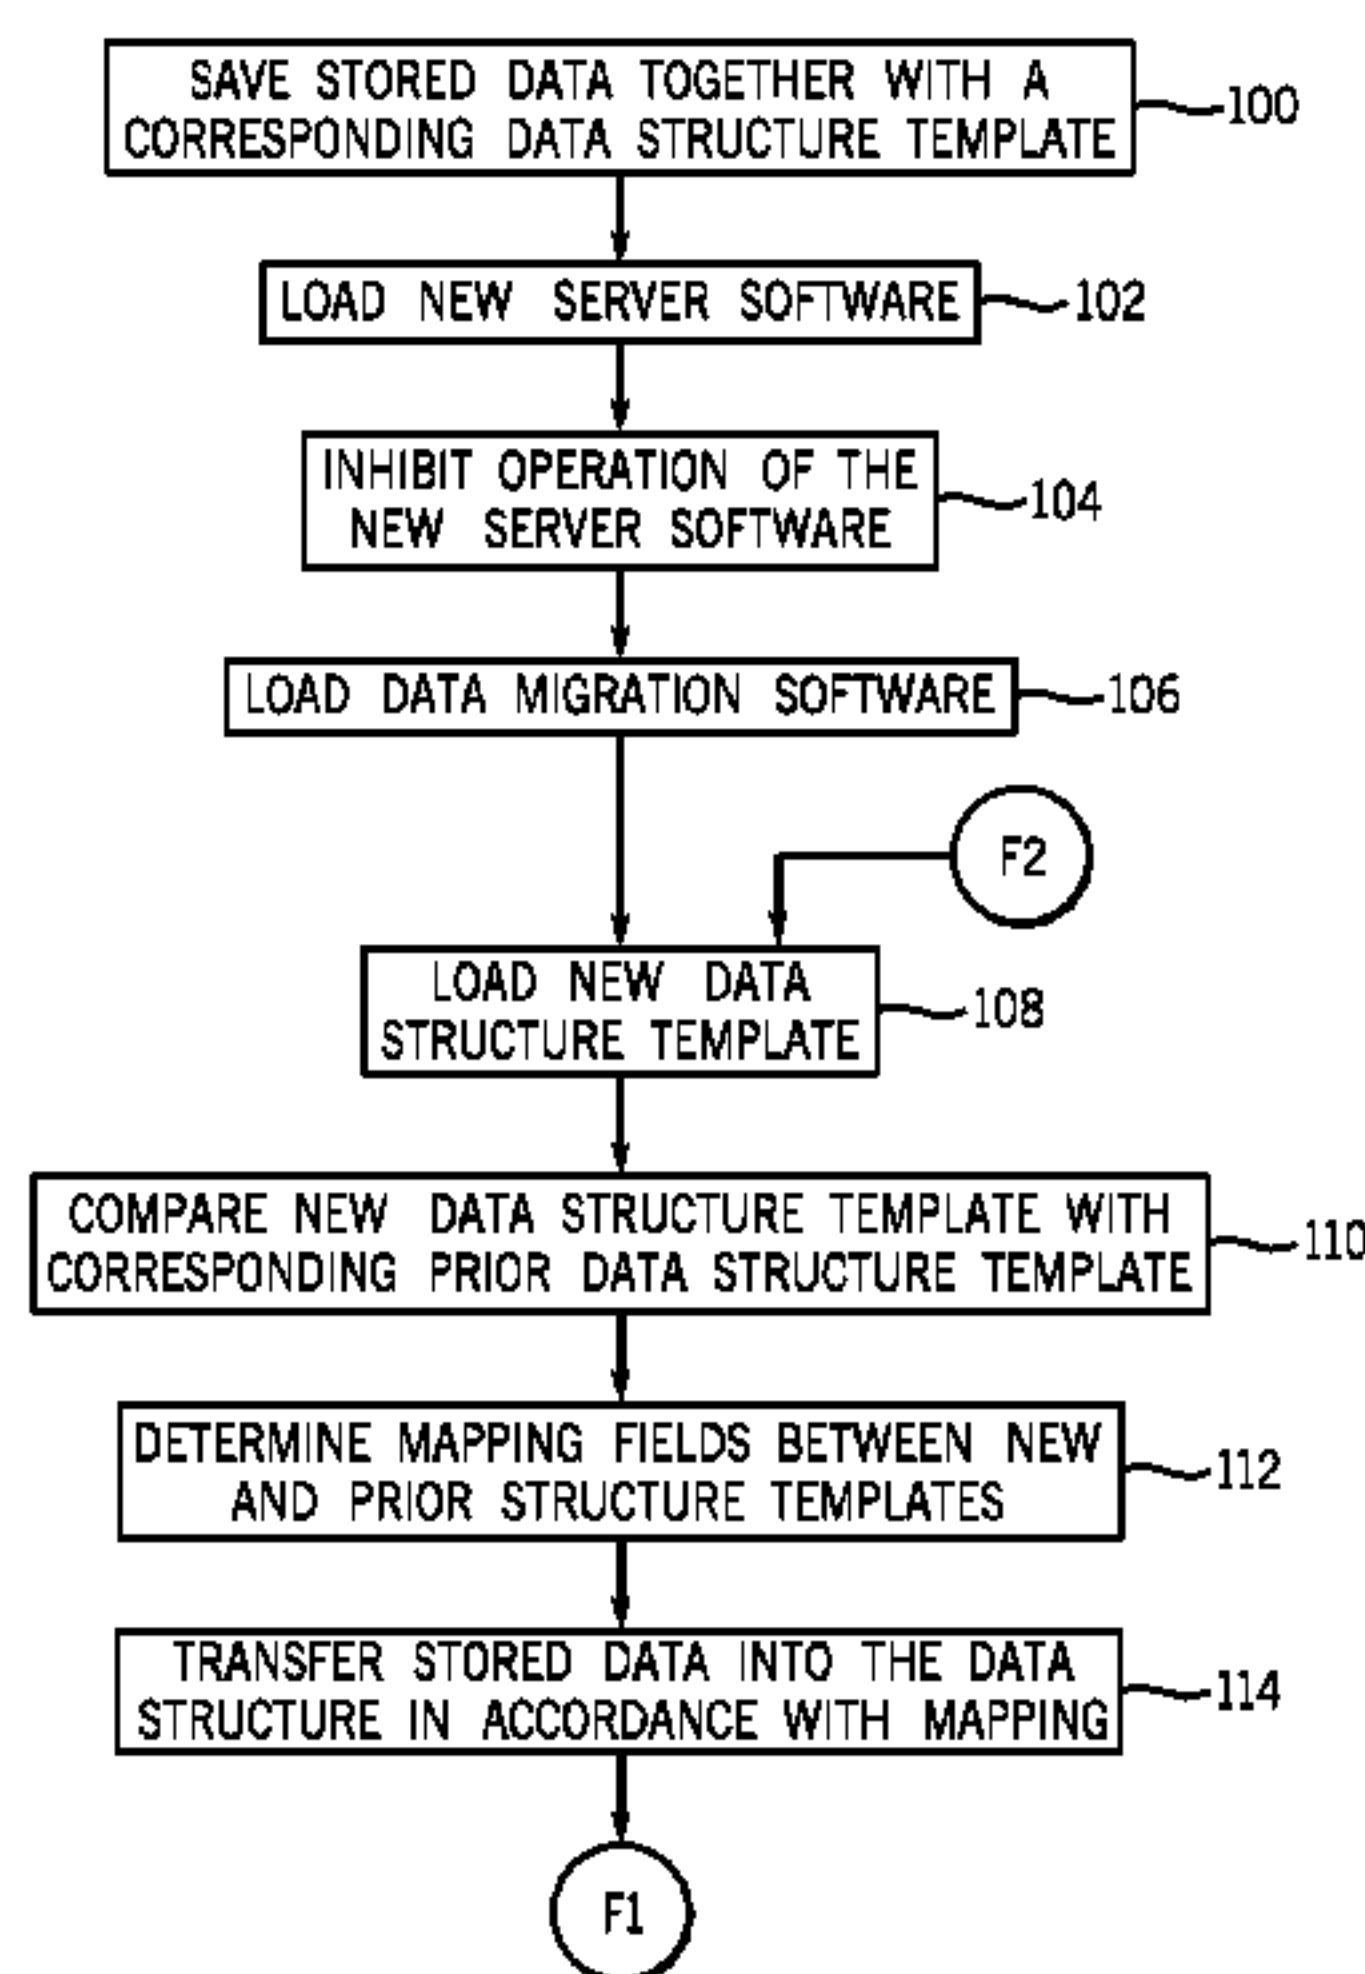 SAVE STORED DATA TOGETHER WITH A
CORRESPONDING DATA STRUCTURE TEMPLATE
100
LOAD NEW SERVER SOFTWARE
102
INHIBIT OPERATION OF THE
NEW SERVER SOFTWARE
104
LOAD DATA MIGRATION SOFTWARE
106
F2
LOAD NEW DATA
STRUCTURE TEMPLATE
108
COMPARE NEW DATA STRUCTURE TEMPLATE WITH
CORRESPONDING PRIOR DATA STRUCTURE TEMPLATE
110
DETERMINE MAPPING FIELDS BETWEEN NEW
AND PRIOR STRUCTURE TEMPLATES
112
TRANSFER STORED DATA INTO THE DATA
STRUCTURE IN ACCORDANCE WITH MAPPING
114
F1